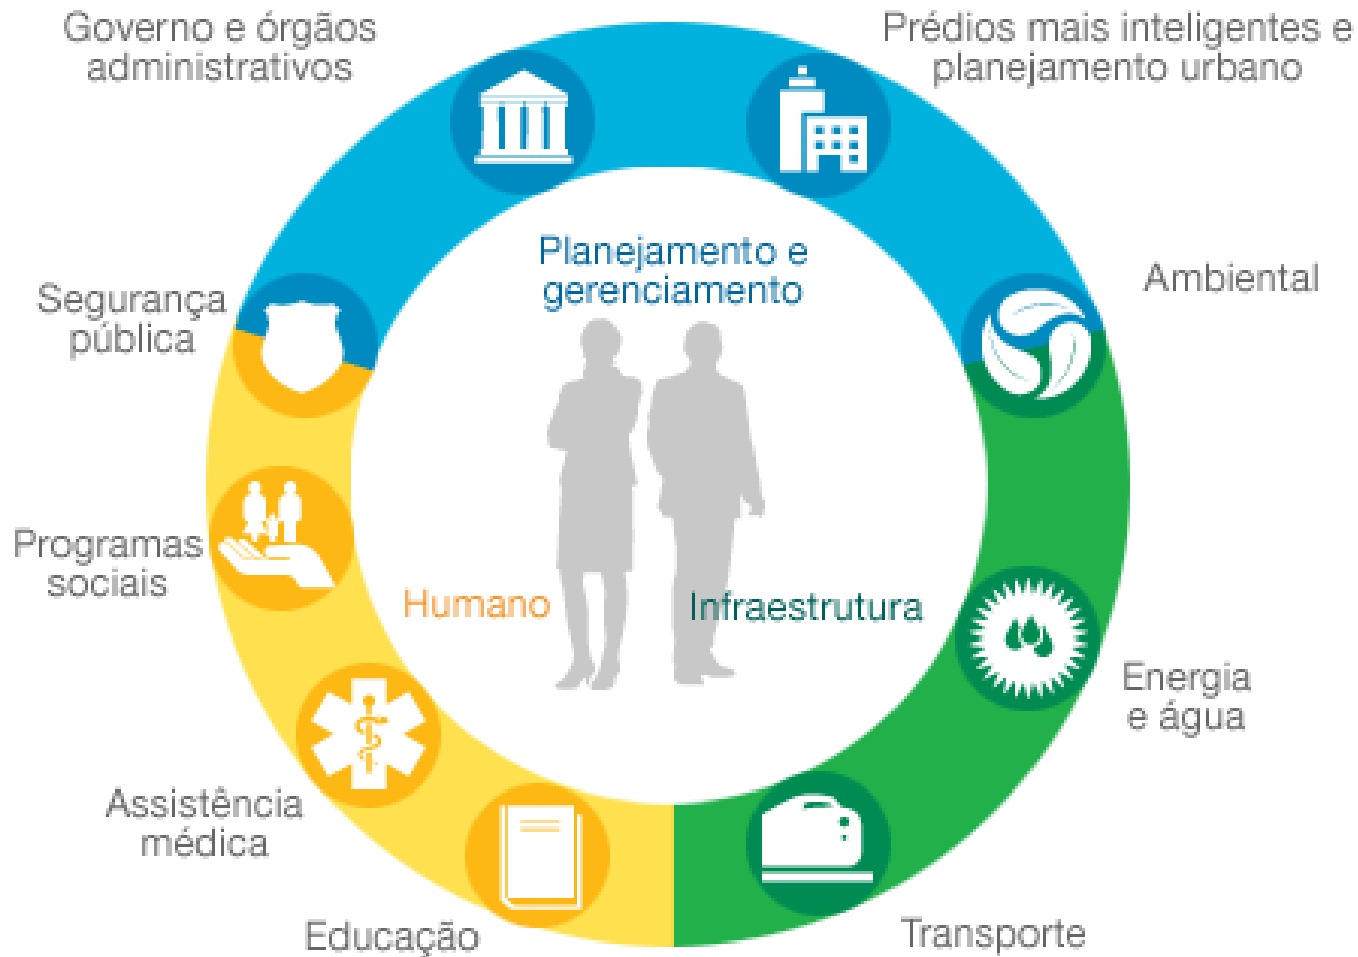 Governo e órgãos
administrativos
Prédios mais inteligentes e
planejamento urbano
Planejamento e
gerenciamento
Ambiental
Segurança
pública
Programas
sociais
Humano
Infraestrutura
Energia
e água
Assistência
médica
Educação
Transporte